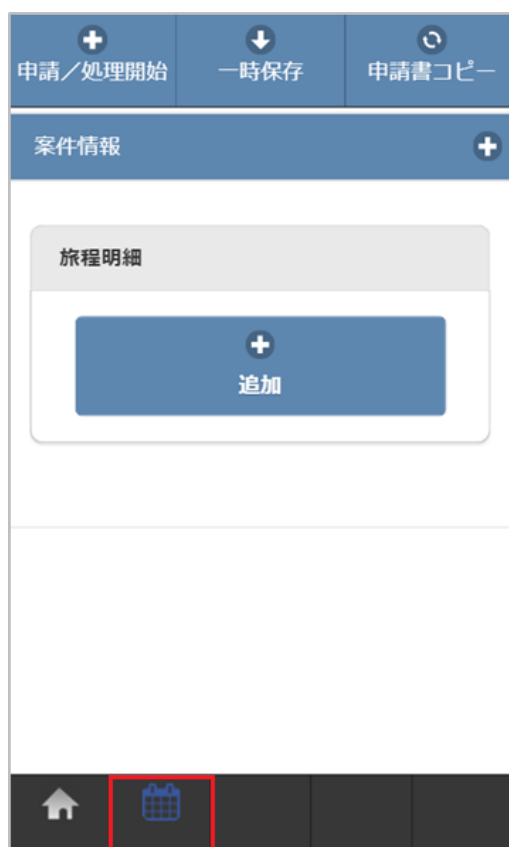 申請／処理開始
一時保存
申請書コピー
案件情報
旅程明細
追加